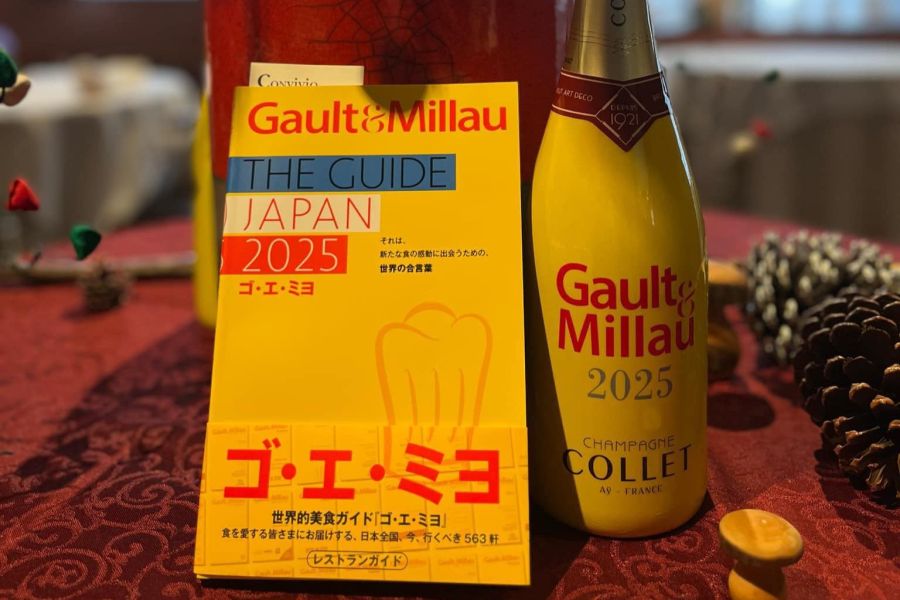 Convivio
Gault&Millau
THE GUIDE
JAPAN
2025
ゴ・エ・ミヨ
それは、
新たな食の感動に出会うための、
世界の合言葉
ゴ・エ・ミヨ
世界的美食ガイド「ゴ・エ・ミヨ」
食を愛する皆さまにお届けする、日本全国、今、行くべき 563 軒
レストランガイド
CO
ART DECO
DEPUIS
1921
Gault&
Millau
2025
CHAMPAGNE
COLLET
AŸ - FRANCE